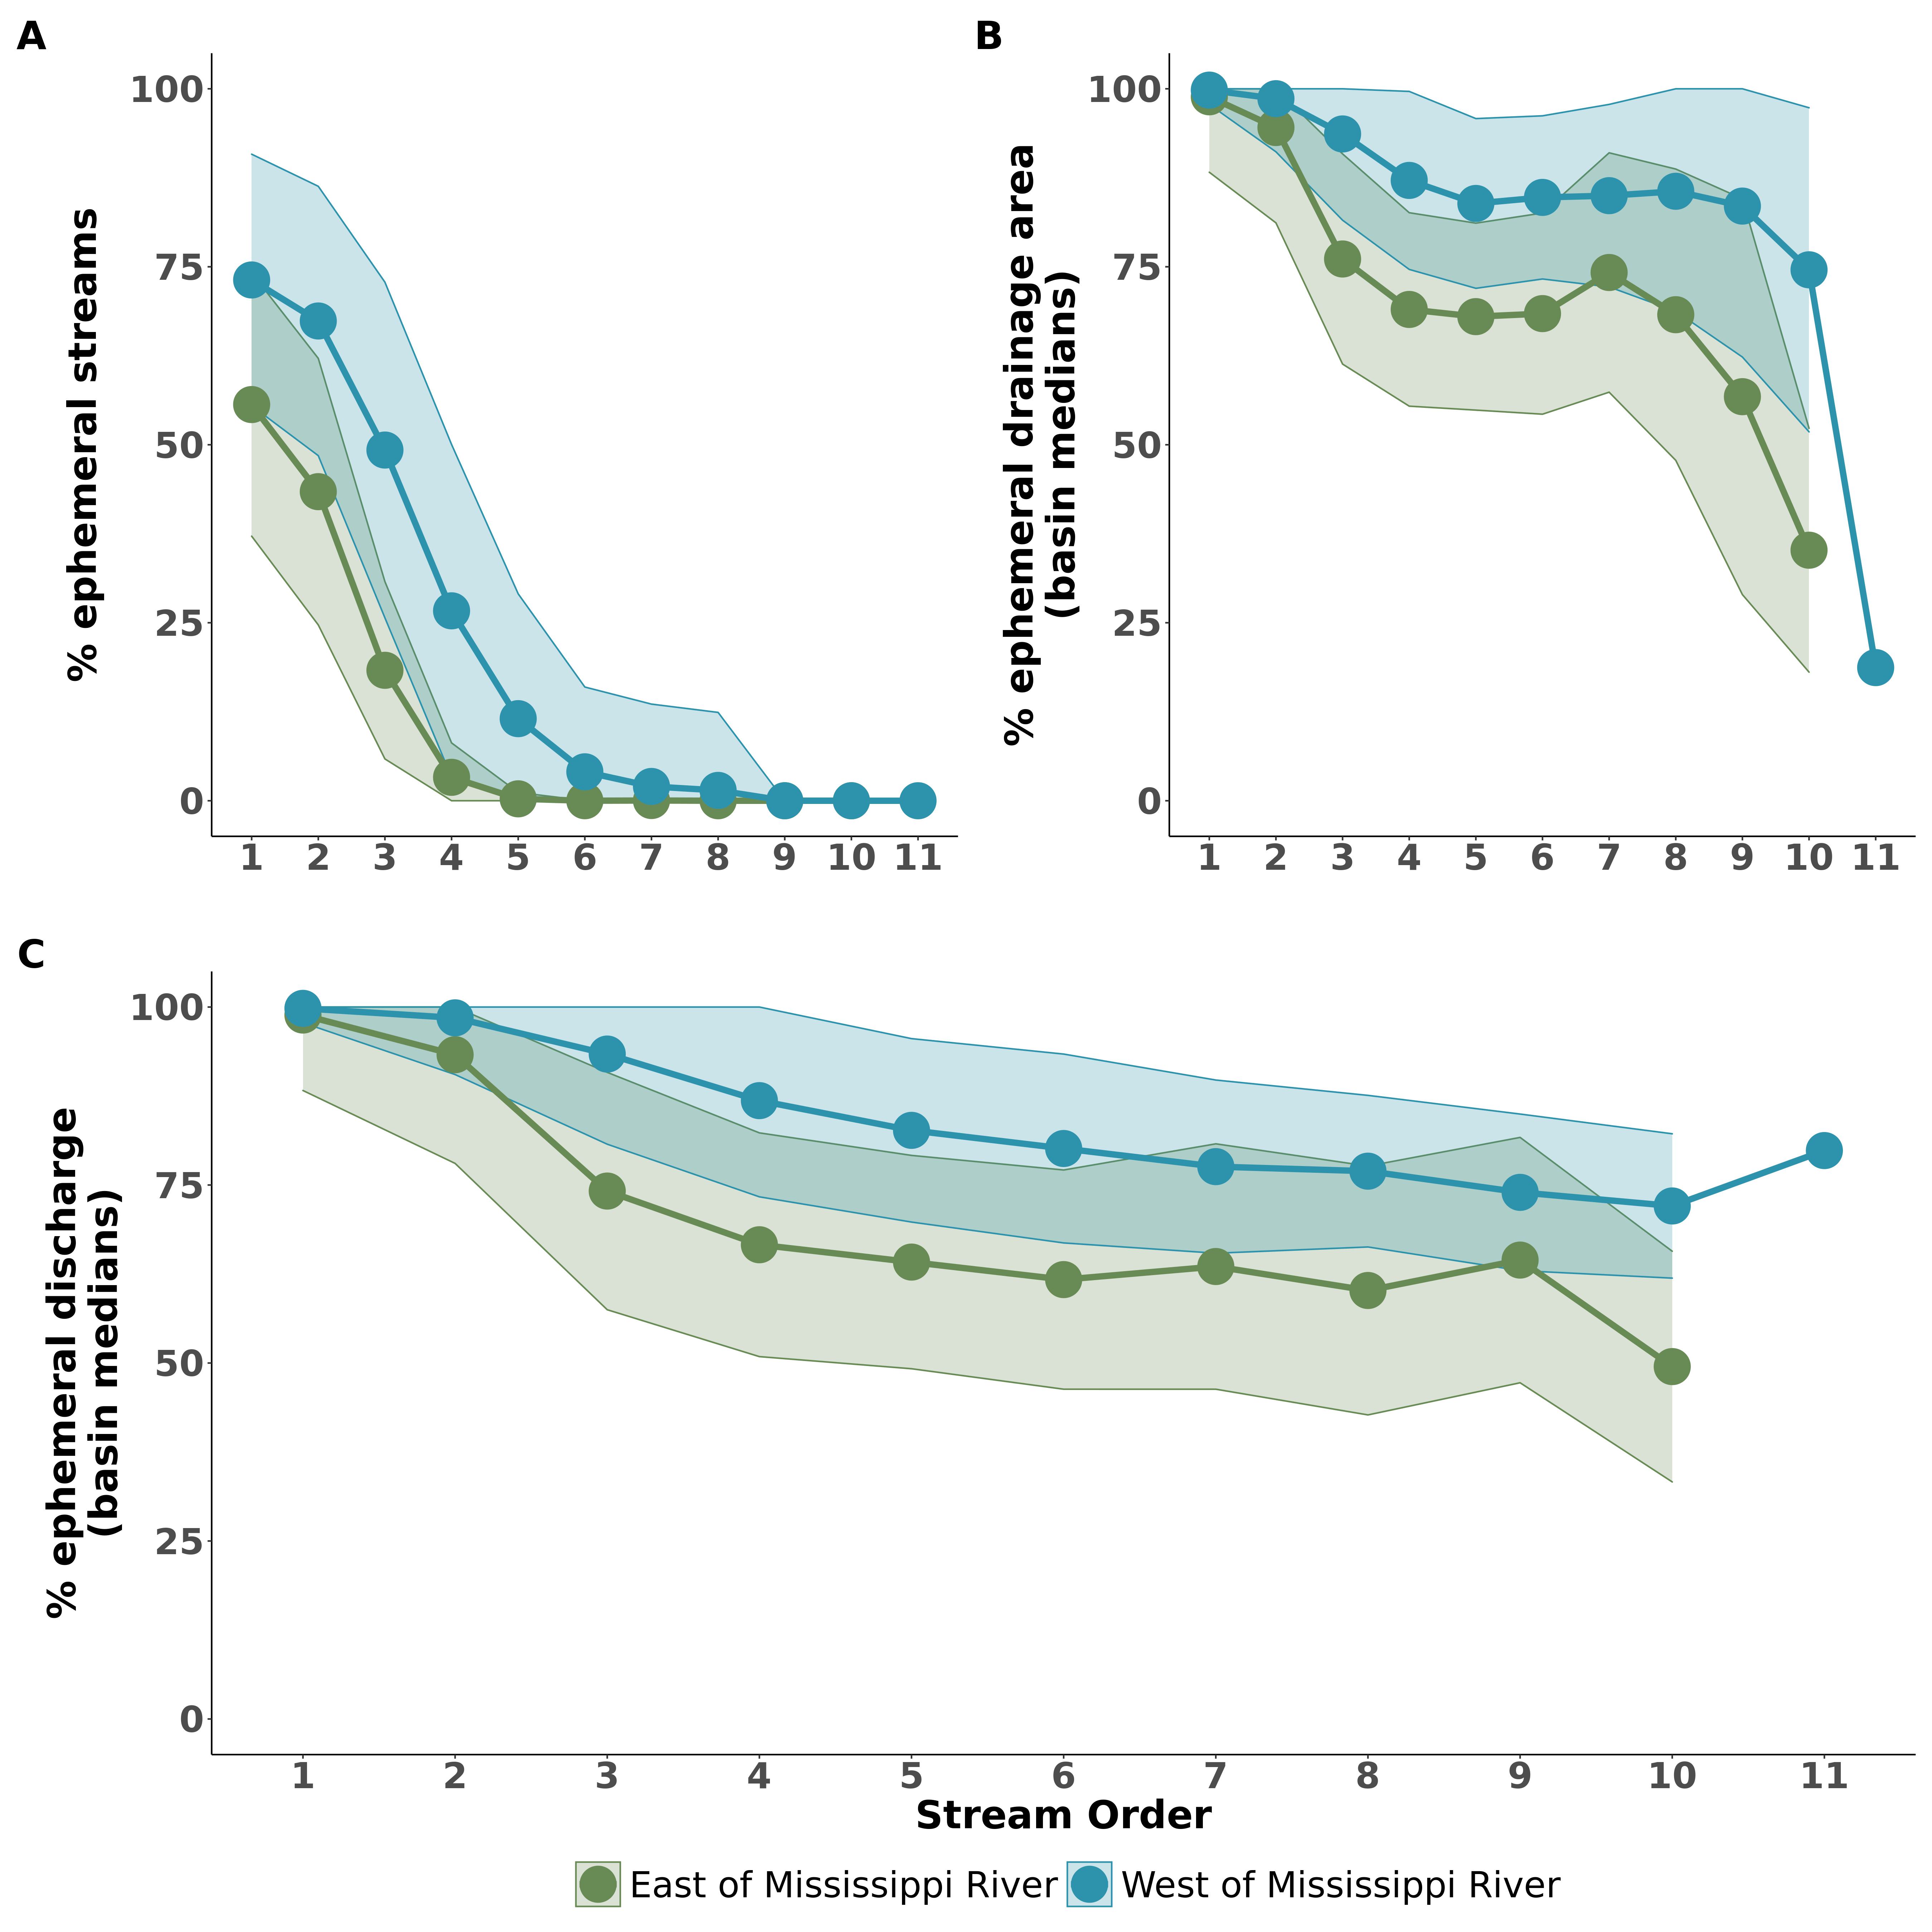 A
% ephemeral streams
100
75
50
25
0
1 2 3 4 5 6 7 8 9 10 11
B
% ephemeral drainage area
(basin medians)
100
75
50
25
0
1 2 3 4 5 6 7 8 9 10 11
C
% ephemeral discharge
(basin medians)
100
75
50
25
0
1 2 3 4 5 6 7 8 9 10 11
Stream Order
East of Mississippi River West of Mississippi River